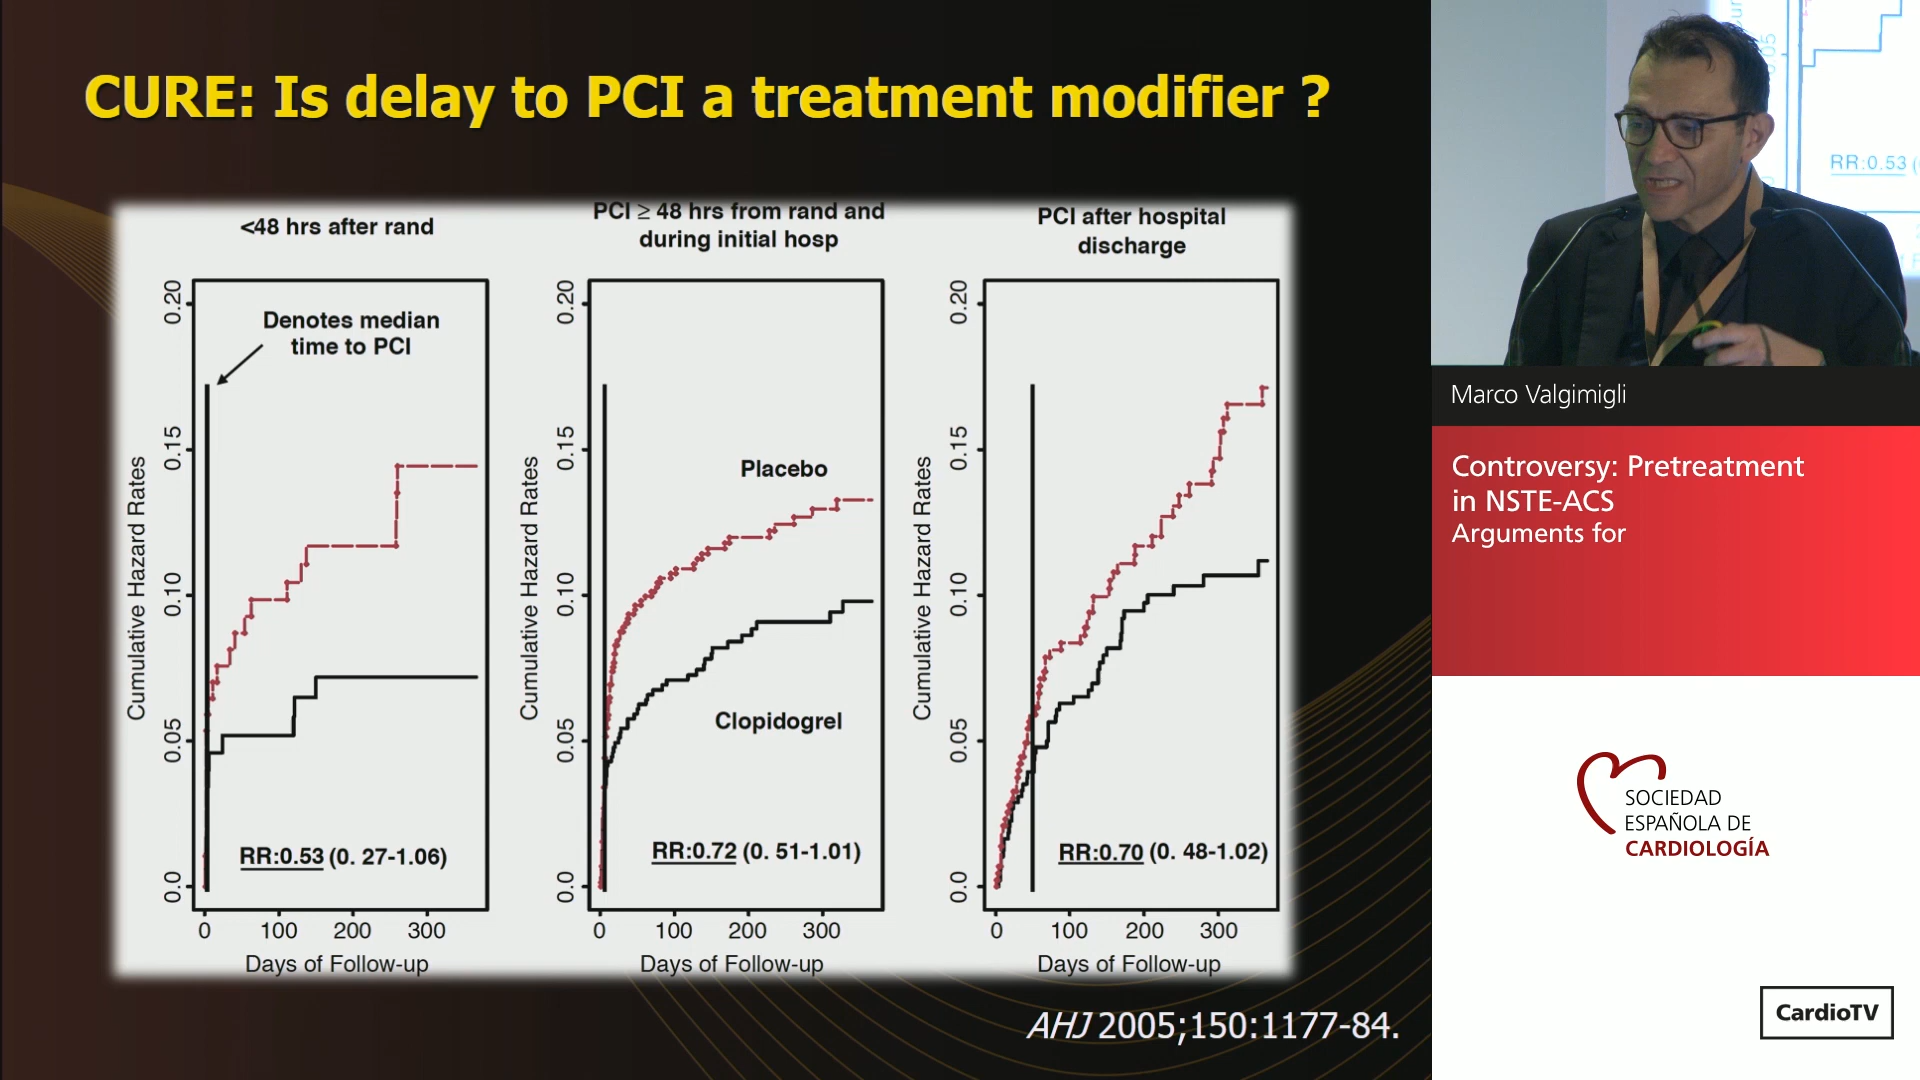 CURE: Is delay to PCI a treatment modifier ?
<48 hrs after rand
0.20
0.15
0.10
0.05
0.0
Cumulative Hazard Rates
Denotes median
time to PCI
RR:0.53 (0. 27-1.06)
0 100 200 300
Days of Follow-up
PCI ≥ 48 hrs from rand and
during initial hosp
0.20
0.15
0.10
0.05
0.0
Cumulative Hazard Rates
Placebo
Clopidogrel
RR:0.72 (0. 51-1.01)
0 100 200 300
Days of Follow-up
PCI after hospital
discharge
0.20
0.15
0.10
0.05
0.0
Cumulative Hazard Rates
RR:0.70 (0. 48-1.02)
0 100 200 300
Days of Follow-up
AHJ 2005;150:1177-84.
RR:0.53
Marco Valgimigli
Controversy: Pretreatment
in NSTE-ACS
Arguments for
SOCIEDAD
ESPAÑOLA DE
CARDIOLOGÍA
CardioTV